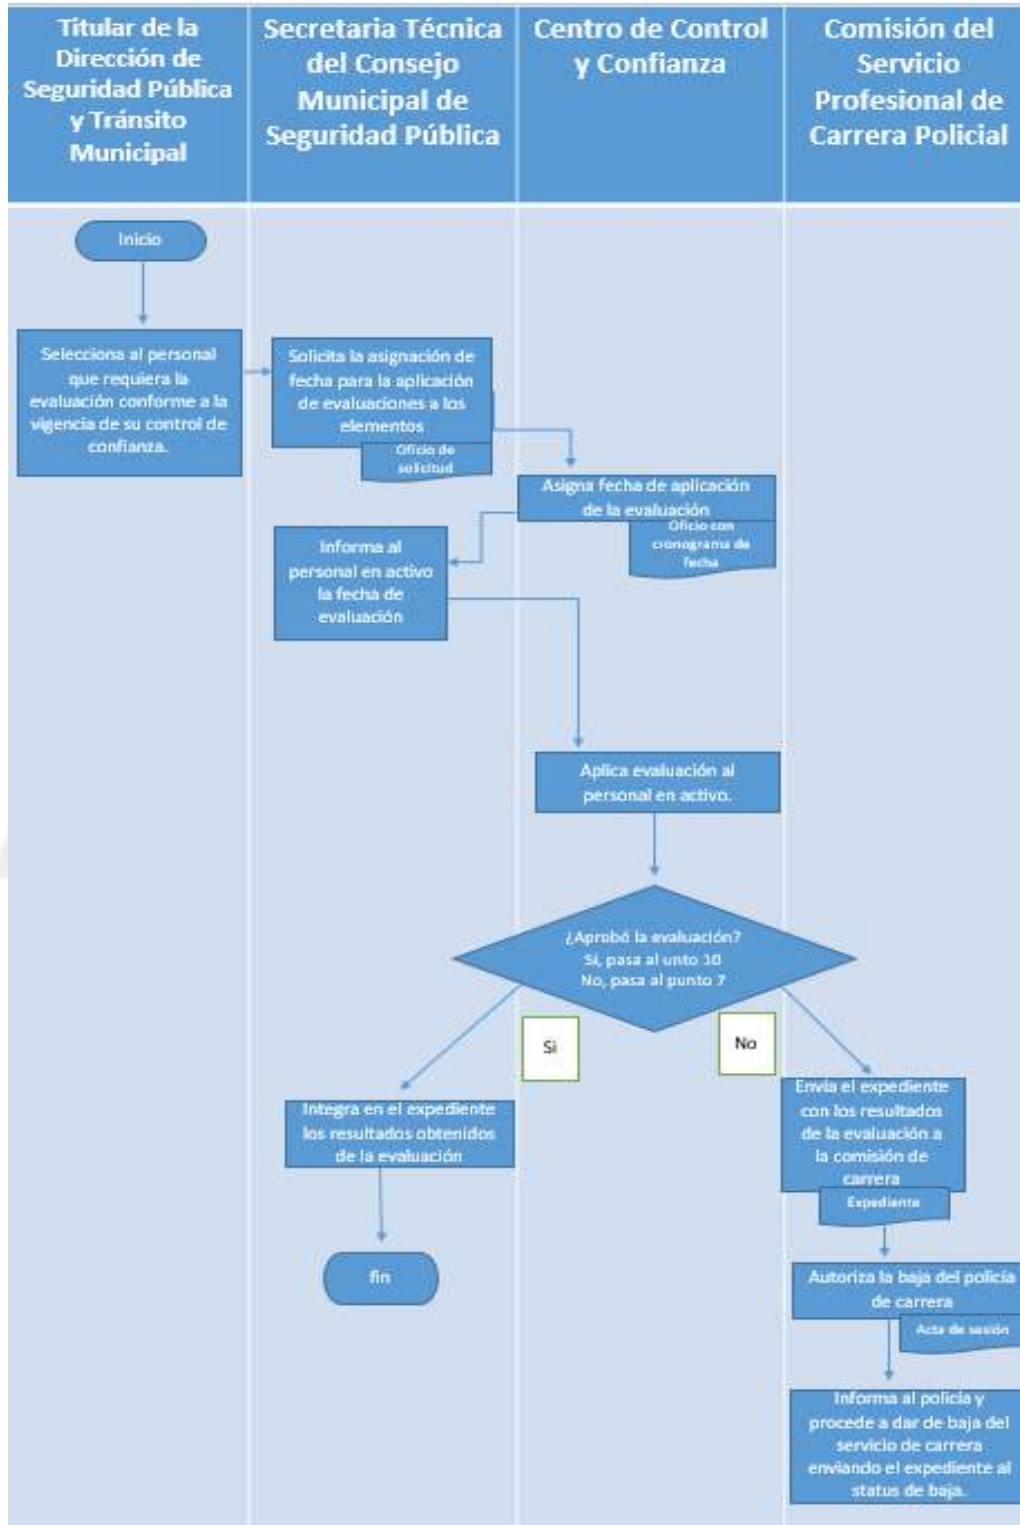 Titular de la
Dirección de
Seguridad Pública
y Tránsito
Municipal
Secretaria Técnica
del Consejo
Municipal de
Seguridad Pública
Centro de Control
y Confianza
Comisión del
Servicio
Profesional de
Carrera Policial
Inicio
Selecciona al personal
que requiera la
evaluación conforme a la
vigencia de su control de
confianza.
Solicita la asignación de
fecha para la aplicación
de evaluaciones a los
elementos
Oficio de
solicitud
Asigna fecha de aplicación
de la evaluación
Oficio con
cronograma de
fecha
Informa al
personal en activo
la fecha de
evaluación
Aplica evaluación al
personal en activo.
¿Aprobó la evaluación?
Sí, pasa al unto 10
No, pasa al punto 7
Si
No
Integra en el expediente
los resultados obtenidos
de la evaluación
fin
Envía el expediente
con los resultados
de la evaluación a
la comisión de
carrera
Expediente
Autoriza la baja del policía
de carrera
Acta de sesión
Informa al policía y
procede a dar de baja del
servicio de carrera
enviando el expediente al
status de baja.